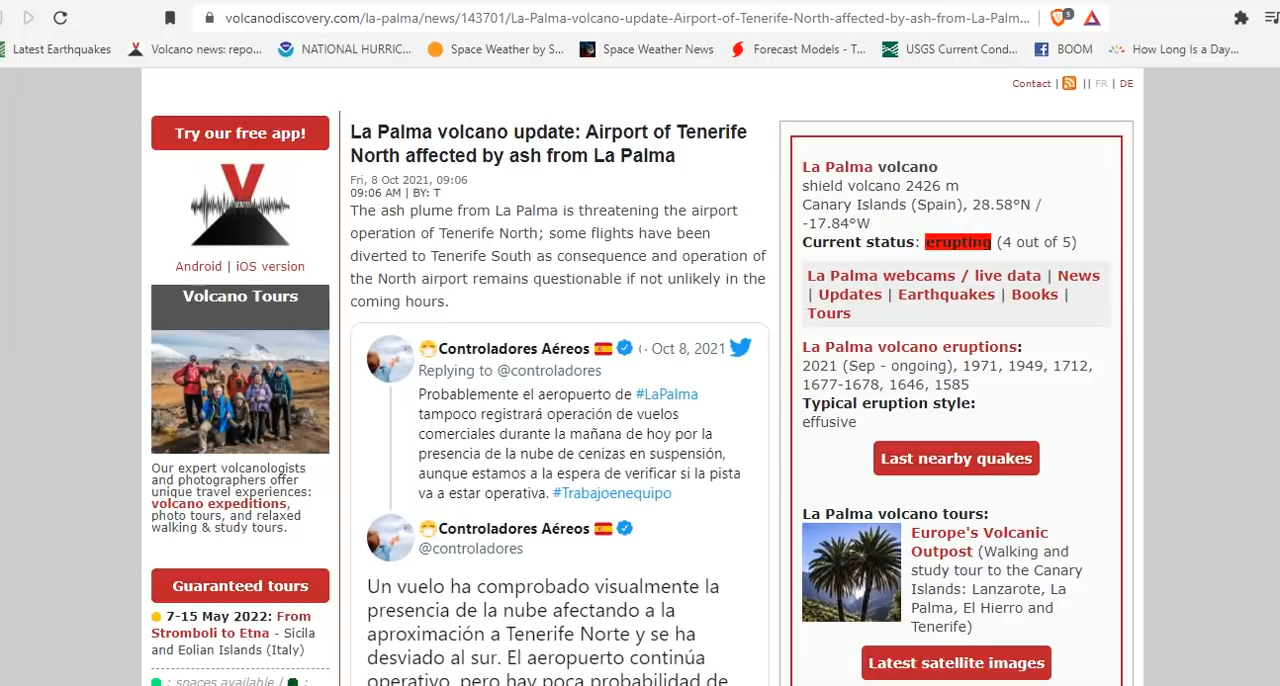 volcanodiscovery.com/la-palma/news/143701/La-Palma-volcano-update-Airport-of-Tenerife-North-affected-by-ash-from-La-Palm...
5
Latest Earthquakes
Volcano news: repo...
NATIONAL HURRIC...
Space Weather by S...
Space Weather News
Forecast Models - T...
USGS Current Cond...
BOOM
How Long Is a Day...
Contact | || FR | DE
Try our free app!
V
Android | iOS version
Volcano Tours
Our expert volcanologists
and photographers offer
unique travel experiences:
volcano expeditions,
photo tours, and relaxed
walking & study tours.
Guaranteed tours
7-15 May 2022: From
Stromboli to Etna - Sicila
and Eolian Islands (Italy)
: spaces available / :
La Palma volcano update: Airport of Tenerife
North affected by ash from La Palma
Fri, 8 Oct 2021, 09:06
09:06 AM | BY: T
The ash plume from La Palma is threatening the airport
operation of Tenerife North; some flights have been
diverted to Tenerife South as consequence and operation of
the North airport remains questionable if not unlikely in the
coming hours.
Controladores Aéreos · Oct 8, 2021
Replying to @controladores
Probablemente el aeropuerto de #LaPalma
tampoco registrará operación de vuelos
comerciales durante la mañana de hoy por la
presencia de la nube de cenizas en suspensión,
aunque estamos a la espera de verificar si la pista
va a estar operativa. #Trabajoenequipo
Controladores Aéreos
@controladores
Un vuelo ha comprobado visualmente la
presencia de la nube afectando a la
aproximación a Tenerife Norte y se ha
desviado al sur. El aeropuerto continúa
operativo, pero hay poca probabilidad de
La Palma volcano
shield volcano 2426 m
Canary Islands (Spain), 28.58°N /
-17.84°W
Current status: erupting (4 out of 5)
La Palma webcams / live data | News
| Updates | Earthquakes | Books |
Tours
La Palma volcano eruptions:
2021 (Sep - ongoing), 1971, 1949, 1712,
1677-1678, 1646, 1585
Typical eruption style:
effusive
Last nearby quakes
La Palma volcano tours:
Europe's Volcanic
Outpost (Walking and
study tour to the Canary
Islands: Lanzarote, La
Palma, El Hierro and
Tenerife)
Latest satellite images